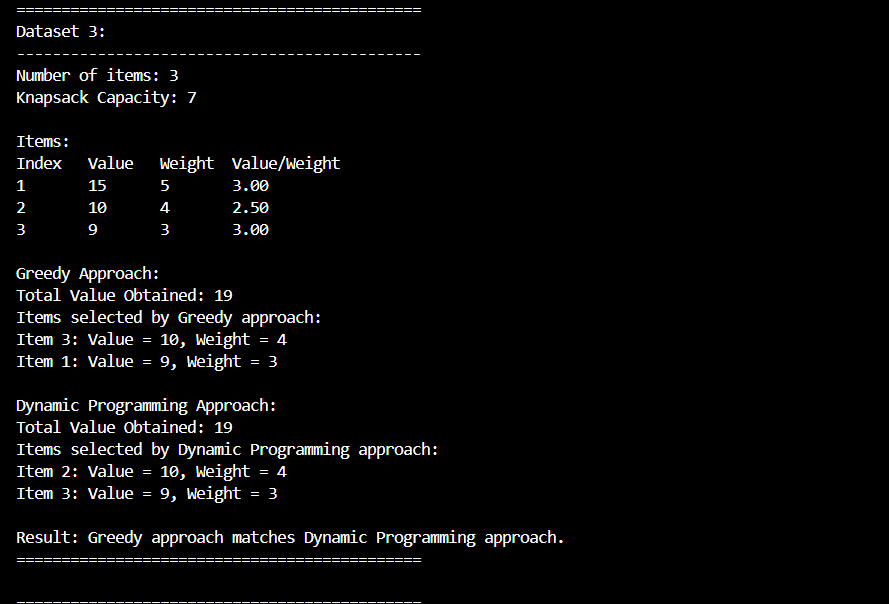 =============================================
Dataset 3:
---------------------------------------------
Number of items: 3
Knapsack Capacity: 7
Items:
Index Value Weight Value/Weight
1 15 5 3.00
2 10 4 2.50
3 9 3 3.00
Greedy Approach:
Total Value Obtained: 19
Items selected by Greedy approach:
Item 3: Value = 10, Weight = 4
Item 1: Value = 9, Weight = 3
Dynamic Programming Approach:
Total Value Obtained: 19
Items selected by Dynamic Programming approach:
Item 2: Value = 10, Weight = 4
Item 3: Value = 9, Weight = 3
Result: Greedy approach matches Dynamic Programming approach.
=============================================
=============================================